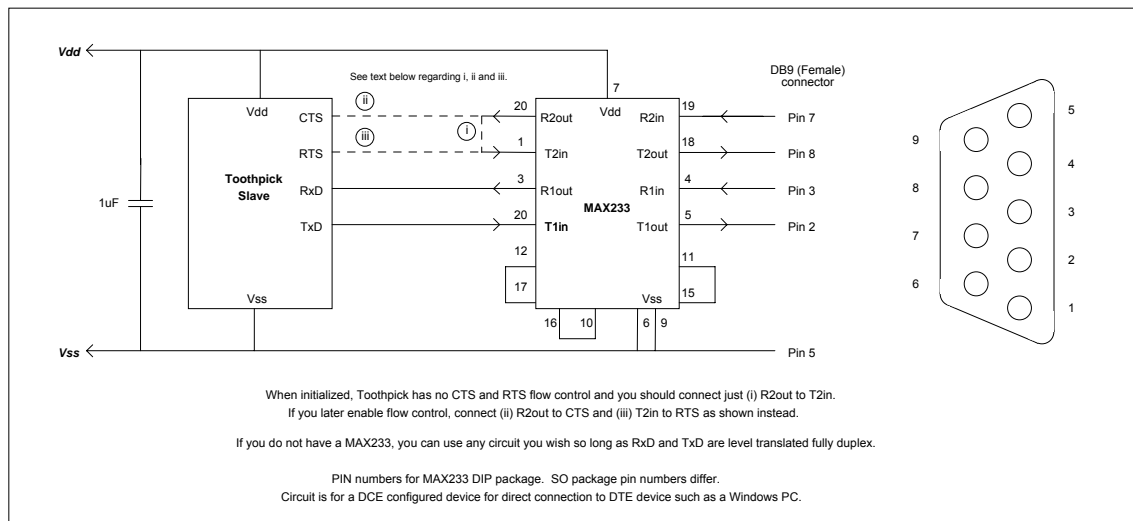 Vdd
See text below regarding i, ii and iii.
DB9 (Female)
connector
7
Vdd
CTS
ii
20
R2out
Vdd
R2in
19
Pin 7
5
i
9
RTS
iii
1
T2in
T2out
18
Pin 8
4
Toothpick
Slave
RxD
3
R1out
R1in
4
Pin 3
8
MAX233
3
1uF
TxD
20
T1in
T1out
5
Pin 2
7
12
11
2
17
15
6
Vss
Vss
1
16
10
6
9
Vss
Pin 5
When initialized, Toothpick has no CTS and RTS flow control and you should connect just (i) R2out to T2in.
If you later enable flow control, connect (ii) R2out to CTS and (iii) T2in to RTS as shown instead.
If you do not have a MAX233, you can use any circuit you wish so long as RxD and TxD are level translated fully duplex.
PIN numbers for MAX233 DIP package. SO package pin numbers differ.
Circuit is for a DCE configured device for direct connection to DTE device such as a Windows PC.